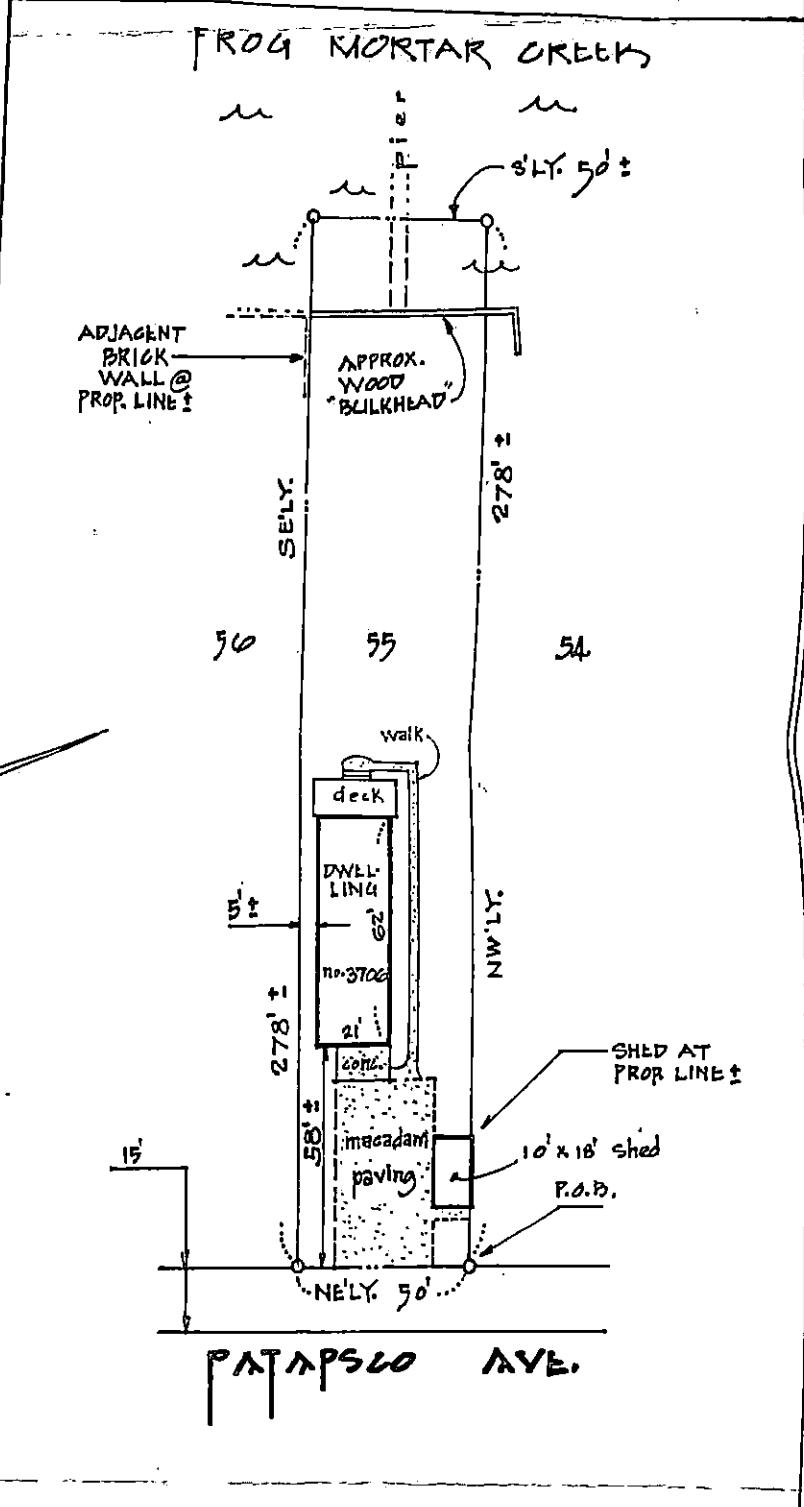 FROG MORTAR CREEK
pier
S'LY. 50' ±
ADJACENT
BRICK
WALL @
PROP. LINE ±
APPROX.
WOOD
"BULKHEAD"
278' ±
SE'LY.
56
55
54
walk
deck
DWEL-
LING
62'
5' ±
no. 3706
NW'LY.
278' ±
21'
conc.
SHED AT
PROP. LINE ±
58' ±
macadam
paving
10' x 18' shed
15'
P.O.B.
NE'LY. 50'
PATAPSCO AVE.